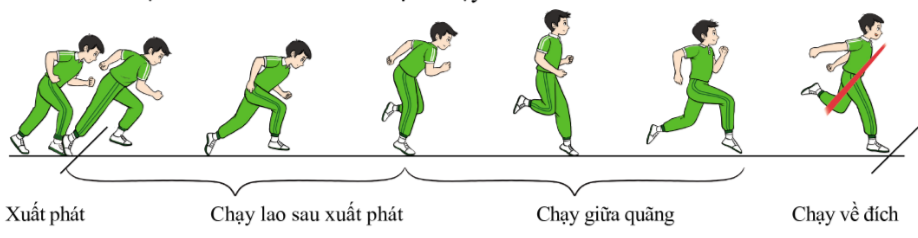 Xuất phát
Chạy lao sau xuất phát
Chạy giữa quãng
Chạy về đích